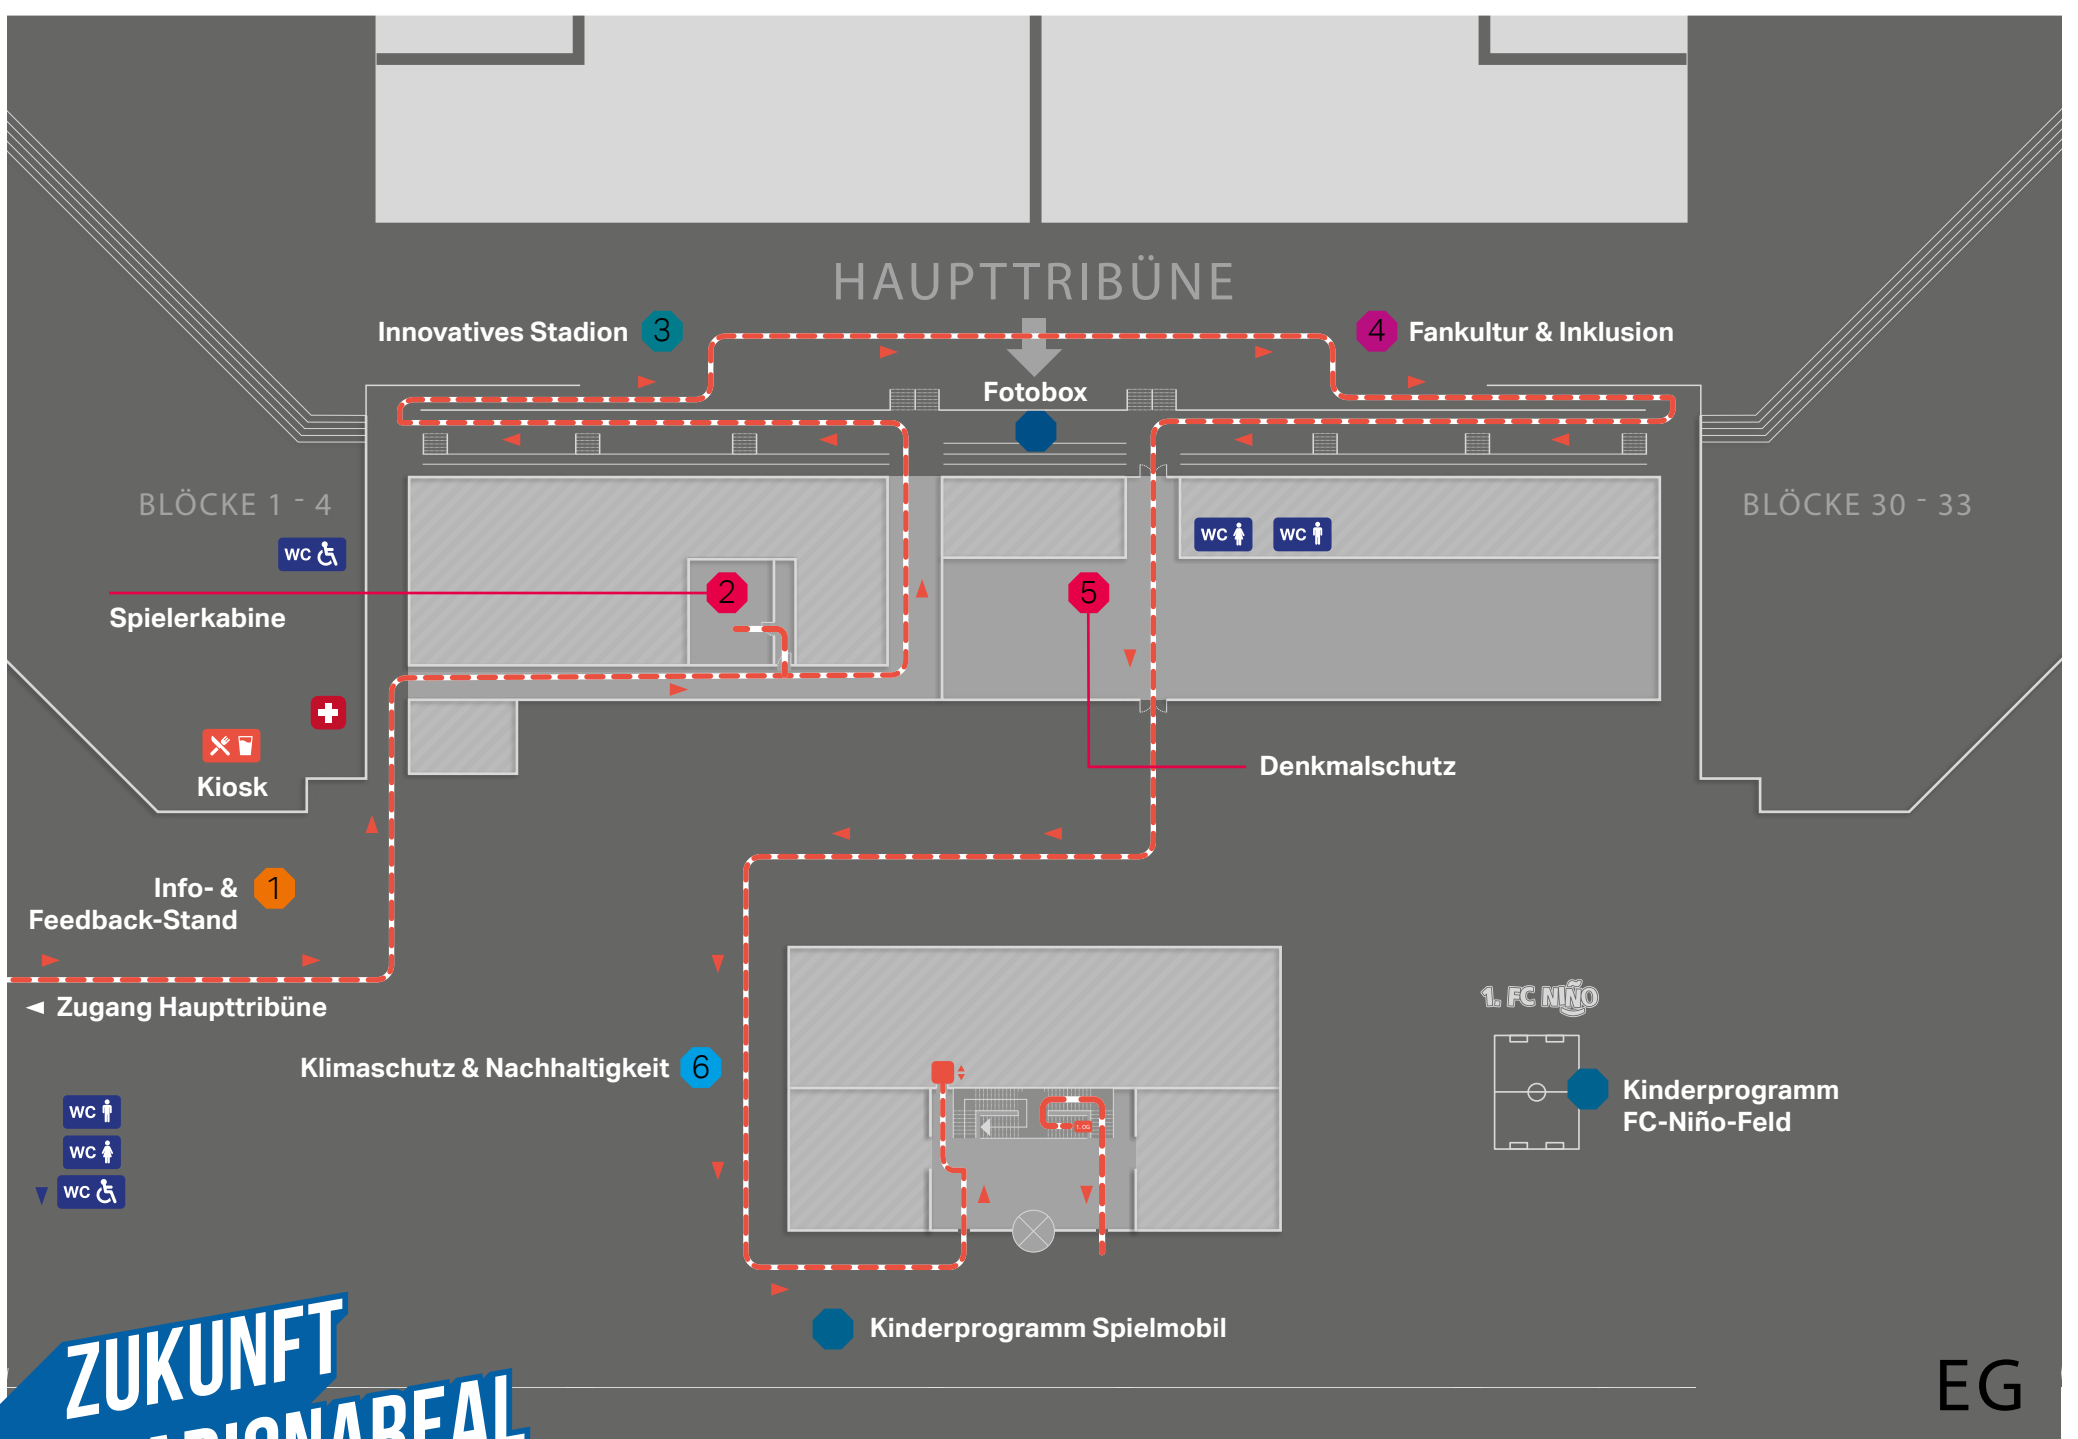 HAUPTTRIBÜNE
Innovatives Stadion 3
4 Fankultur & Inklusion
Fotobox
BLÖCKE 1 - 4
BLÖCKE 30 - 33
WC
WC
WC
2
5
Spielerkabine
Kiosk
Denkmalschutz
Info- & 1
Feedback-Stand
Zugang Haupttribüne
1. FC NIÑO
Klimaschutz & Nachhaltigkeit 6
Kinderprogramm
FC-Niño-Feld
WC
WC
WC
1. OG
Kinderprogramm Spielmobil
ZUKUNFT
EG